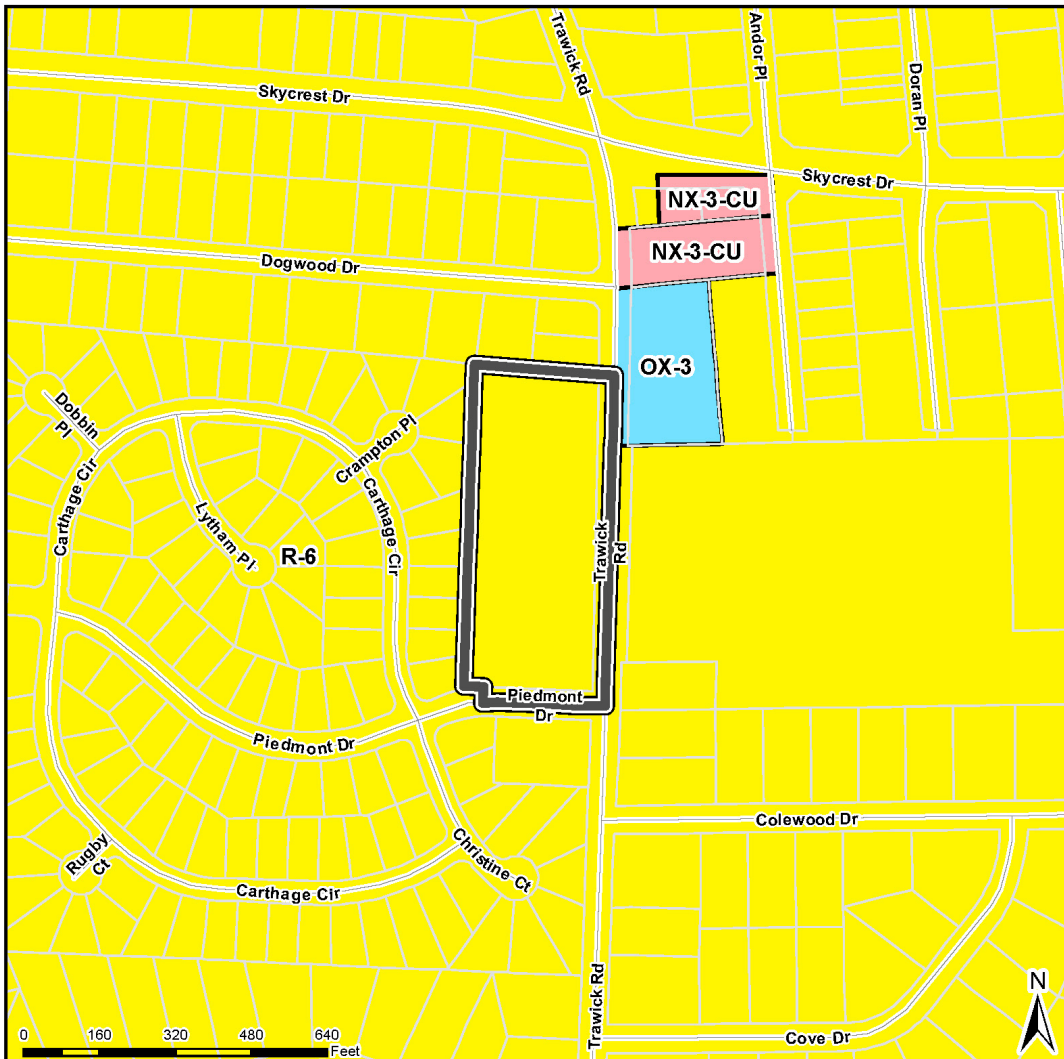 Trawick Rd
Andor Pl
Doran Pl
Skycrest Dr
Skycrest Dr
NX-3-CU
NX-3-CU
Dogwood Dr
OX-3
Dobbin
Pl
Crampton Pl
Carthage Cir
Carthage Cir
Lytham Pl
R-6
Trawick
Rd
Piedmont
Dr
Piedmont Dr
Colewood Dr
Rugby
Ct
Christine Ct
Carthage Cir
Trawick Rd
Cove Dr
N
0 160 320 480 640
Feet